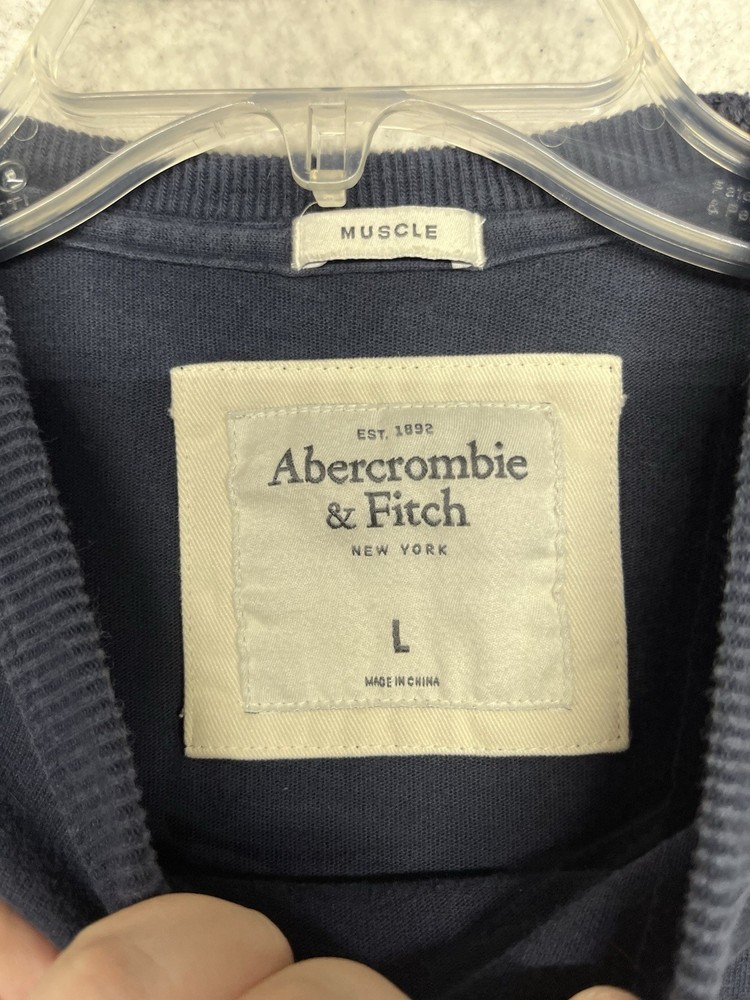 MUSCLE
EST. 1892
Abercrombie
& Fitch
NEW YORK
L
MADE IN CHINA